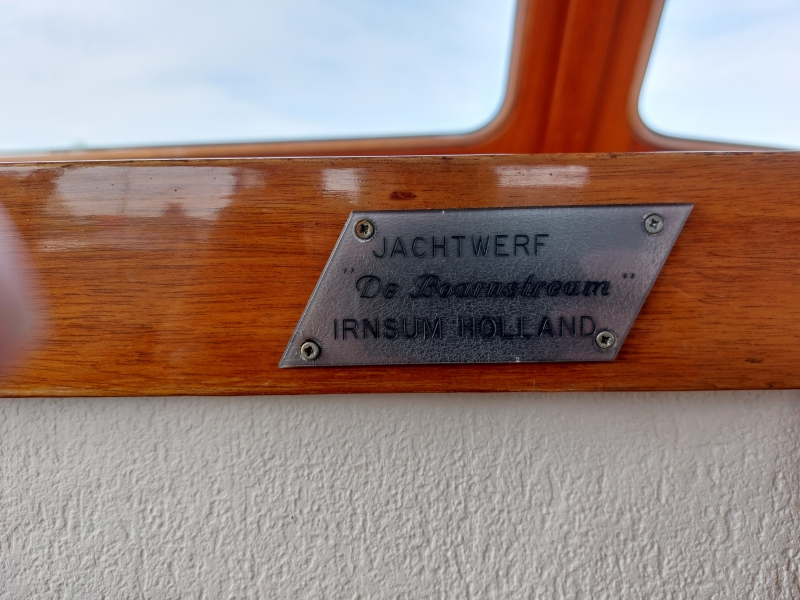 JACHTWERF
"De Boarnstream"
IRNSUM HOLLAND